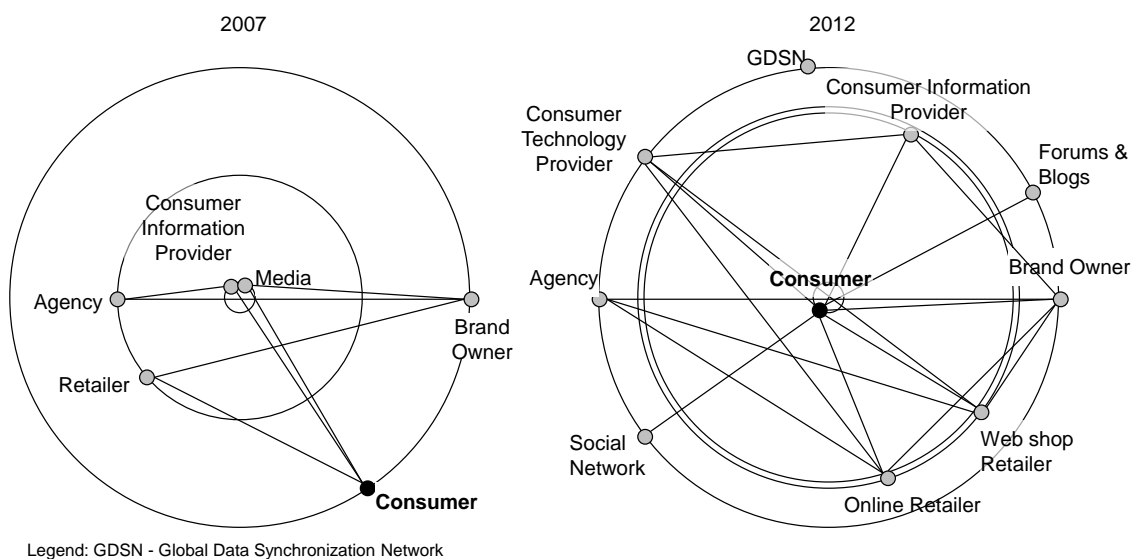 2007
Consumer
Information
Provider
Media
Agency
Brand
Owner
Retailer
Consumer
2012
GDSN
Consumer Information
Provider
Consumer
Technology
Provider
Forums &
Blogs
Agency
Consumer
Brand Owner
Social
Network
Web shop
Retailer
Online Retailer
Legend: GDSN - Global Data Synchronization Network